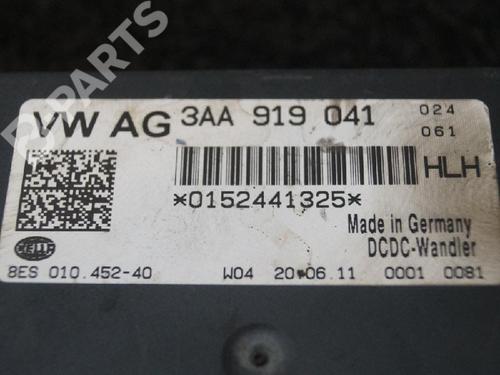 PARTS
VW AG 3AA 919 041 024
061
HLH
*0152441325*
Made in Germany
DCDC-Wandler
HELLA
8ES 010.452-40 W04 20.06.11 0001 0081